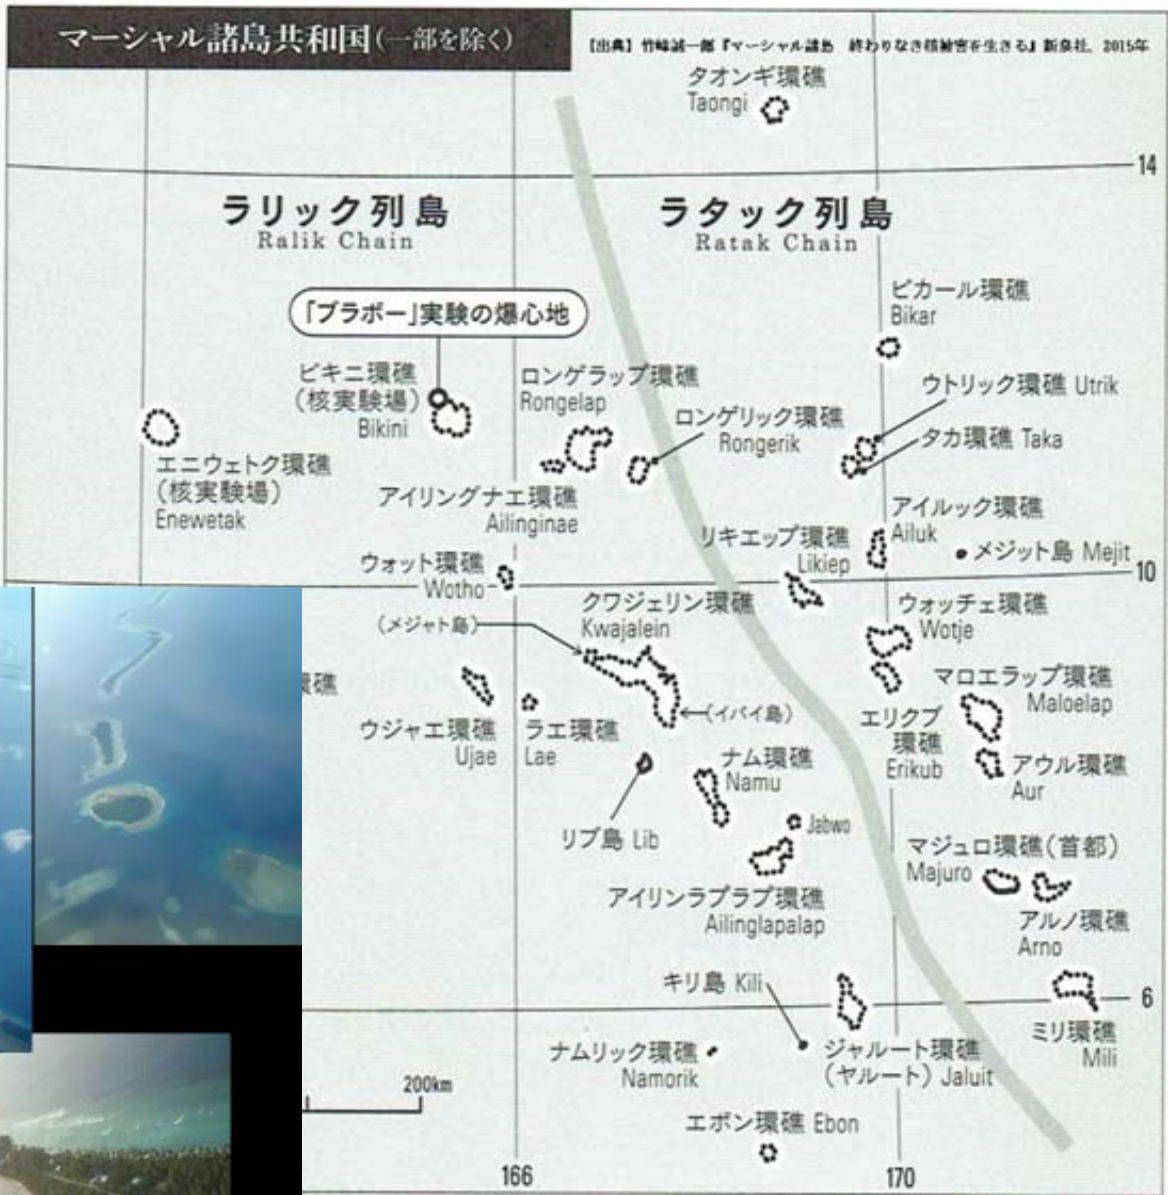 マーシャル諸島共和国(一部を除く)
【出典】竹峰誠一郎『マーシャル諸島 終わりなき核被害を生きる』新泉社、2015年
タオンギ環礁
Taongi
14
ラリック列島
Ralik Chain
ラタック列島
Ratak Chain
「ブラボー」実験の爆心地
ビカール環礁
Bikar
ビキニ環礁
(核実験場)
Bikini
ロンゲラップ環礁
Rongelap
ウトリック環礁 Utrik
ロンゲリック環礁
Rongerik
タカ環礁 Taka
エニウェトク環礁
(核実験場)
Enewetak
アイリングナエ環礁
Ailinginae
アイルック環礁
Ailuk
メジット島 Mejit
リキエップ環礁
Likiep
ウォット環礁
Wotho
10
(メジャト島)
クワジェリン環礁
Kwajalein
ウォッチェ環礁
Wotje
環礁
マロエラップ環礁
Maloelap
ウジャエ環礁
Ujae
ラエ環礁
Lae
(イバイ島)
エリクブ
環礁
Erikub
ナム環礁
Namu
アウル環礁
Aur
リブ島 Lib
Jabwo
マジュロ環礁(首都)
Majuro
アイリンラプラプ環礁
Ailinglapalap
アルノ環礁
Arno
キリ島 Kili
6
ミリ環礁
Mili
ナムリック環礁
Namorik
ジャルート環礁
(ヤルート) Jaluit
200km
エボン環礁 Ebon
166
170